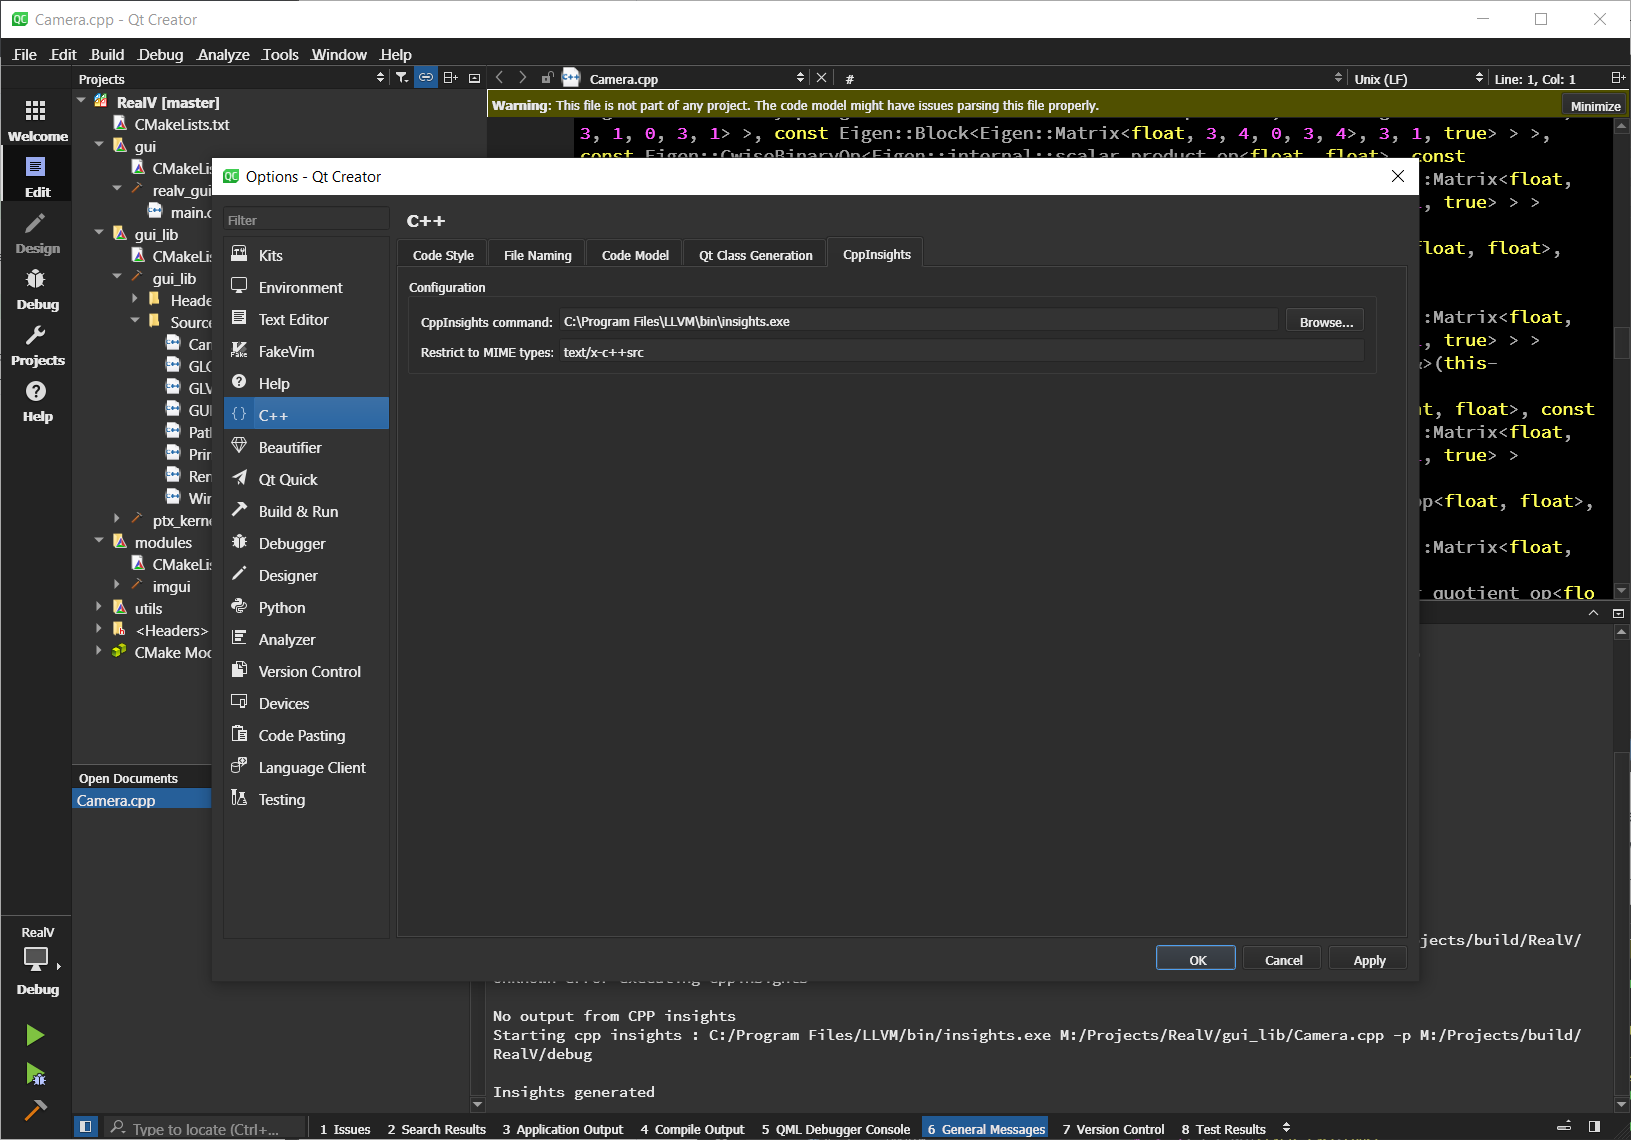 Camera.cpp - Qt Creator
File Edit Build Debug Analyze Tools Window Help
Projects
Camera.cpp
#
Unix (LF)
Line: 1, Col: 1
Warning: This file is not part of any project. The code model might have issues parsing this file properly.
Minimize
Welcome
Edit
Design
Debug
Projects
Help
RealV [master]
CMakeLists.txt
gui
CMakeLis
realv_gui
main.c
gui_lib
CMakeLis
gui_lib
Heade
Source
Can
GLC
GLV
GUI
Patl
Prin
Ren
Win
ptx_kerne
modules
CMakeLis
imgui
utils
<Headers>
CMake Moc
3, 1, 0, 3, 1> >, const Eigen::Block<Eigen::Matrix<float, 3, 4, 0, 3, 4>, 3, 1, true> > >,
const Eigen::CwiseBinaryOp<Eigen::internal::scalar_product_op<float, float>, const
:Matrix<float,
, true> > >
float, float>,
:Matrix<float,
, true> > >
>(this-
t, float>, const
:Matrix<float,
, true> >
op<float, float>,
:Matrix<float,
quotient_op<flo
Options - Qt Creator
Filter
Kits
Environment
Text Editor
FakeVim
Help
C++
Beautifier
Qt Quick
Build & Run
Debugger
Designer
Python
Analyzer
Version Control
Devices
Code Pasting
Language Client
Testing
C++
Code Style
File Naming
Code Model
Qt Class Generation
CppInsights
Configuration
CppInsights command: C:\Program Files\LLVM\bin\insights.exe
Browse...
Restrict to MIME types: text/x-c++src
OK
Cancel
Apply
Open Documents
Camera.cpp
RealV
Debug
jects/build/RealV/
No output from CPP insights
Starting cpp insights : C:/Program Files/LLVM/bin/insights.exe M:/Projects/RealV/gui_lib/Camera.cpp -p M:/Projects/build/
RealV/debug
Insights generated
Type to locate (Ctrl+...
1 Issues
2 Search Results
3 Application Output
4 Compile Output
5 QML Debugger Console
6 General Messages
7 Version Control
8 Test Results